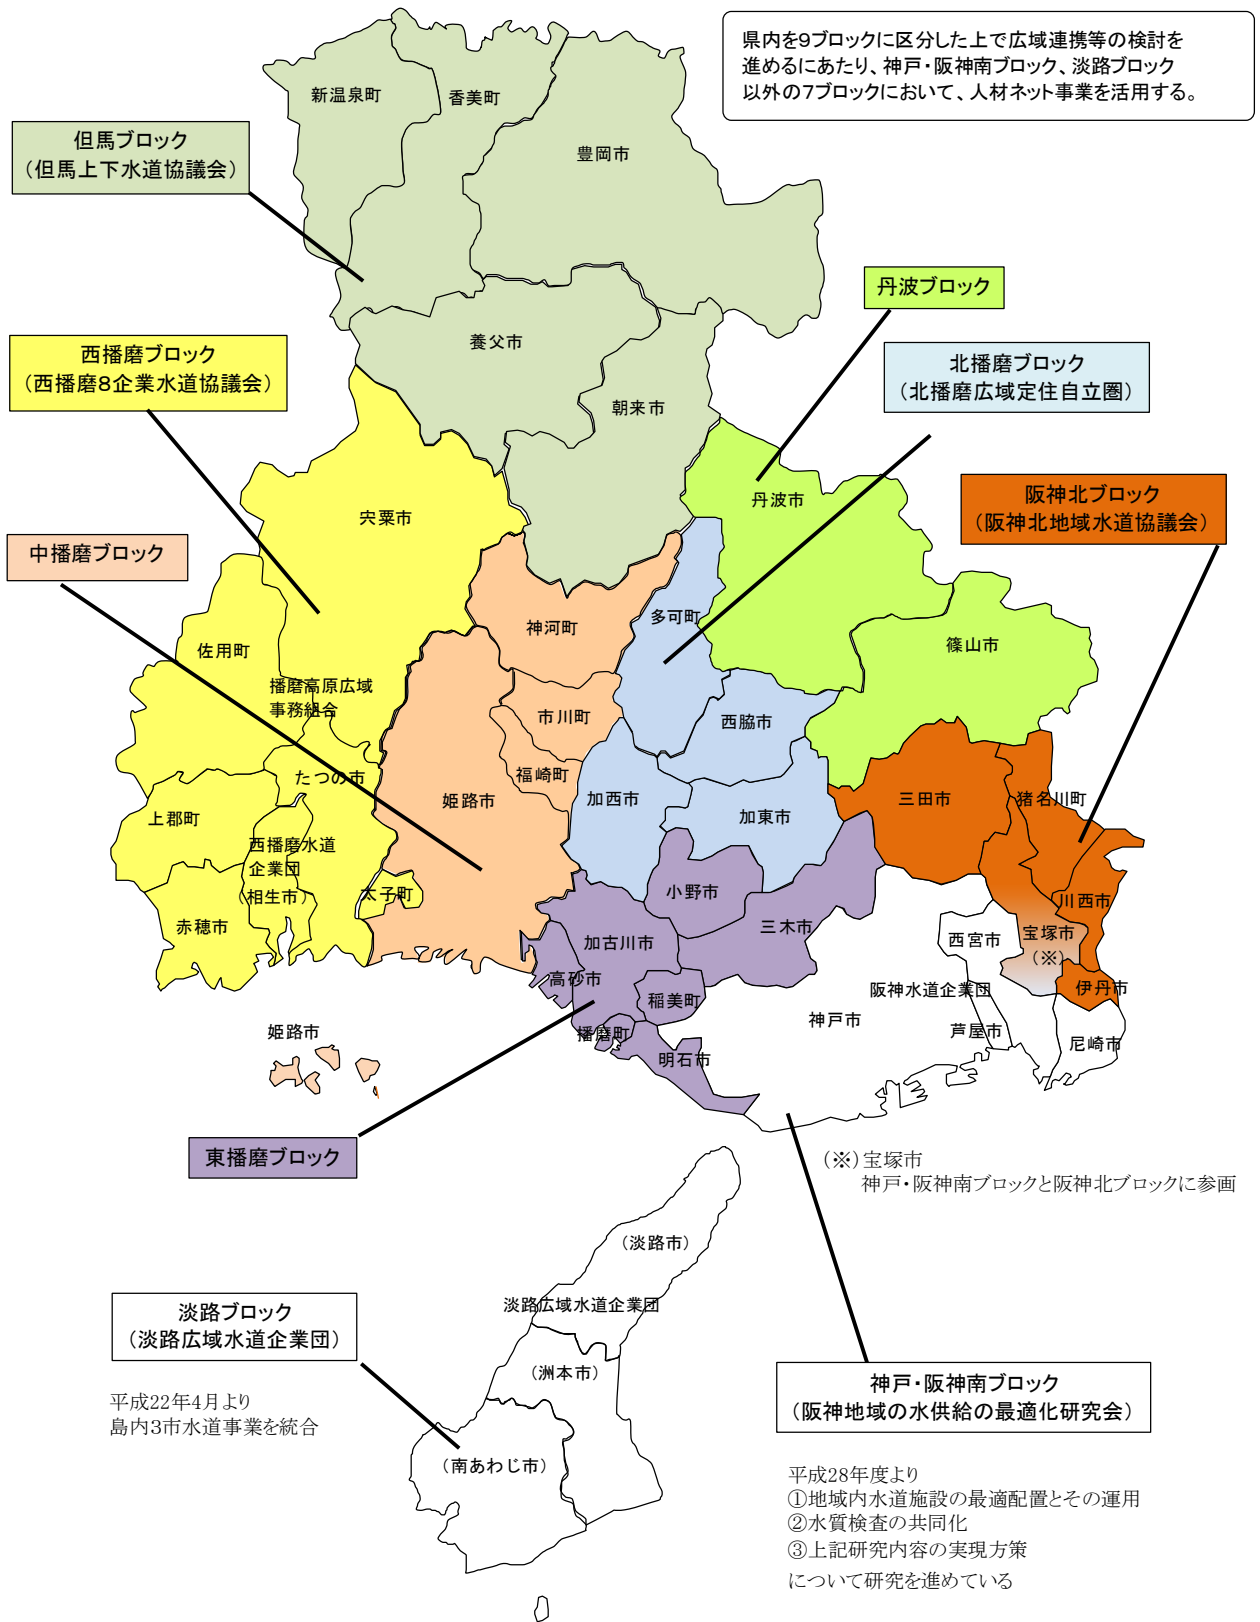 県内を9ブロックに区分した上で広域連携等の検討を
進めるにあたり、神戸・阪神南ブロック、淡路ブロック
以外の7ブロックにおいて、人材ネット事業を活用する。
新温泉町
香美町
豊岡市
但馬ブロック
（但馬上下水道協議会）
養父市
朝来市
丹波ブロック
西播磨ブロック
（西播磨8企業水道協議会）
北播磨ブロック
（北播磨広域定住自立圏）
宍粟市
丹波市
阪神北ブロック
（阪神北地域水道協議会）
中播磨ブロック
佐用町
神河町
多可町
篠山市
播磨高原広域
事務組合
市川町
西脇市
たつの市
福崎町
姫路市
加西市
加東市
三田市
猪名川町
上郡町
西播磨水道
企業団
（相生市）
太子町
赤穂市
小野市
三木市
川西市
加古川市
西宮市
宝塚市
（※）
高砂市
稲美町
阪神水道企業団
伊丹市
神戸市
姫路市
播磨町
芦屋市
尼崎市
明石市
東播磨ブロック
（※）宝塚市
神戸・阪神南ブロックと阪神北ブロックに参画
（淡路市）
淡路広域水道企業団
淡路ブロック
（淡路広域水道企業団）
（洲本市）
平成22年4月より
島内3市水道事業を統合
（南あわじ市）
神戸・阪神南ブロック
（阪神地域の水供給の最適化研究会）
平成28年度より
①地域内水道施設の最適配置とその運用
②水質検査の共同化
③上記研究内容の実現方策
について研究を進めている